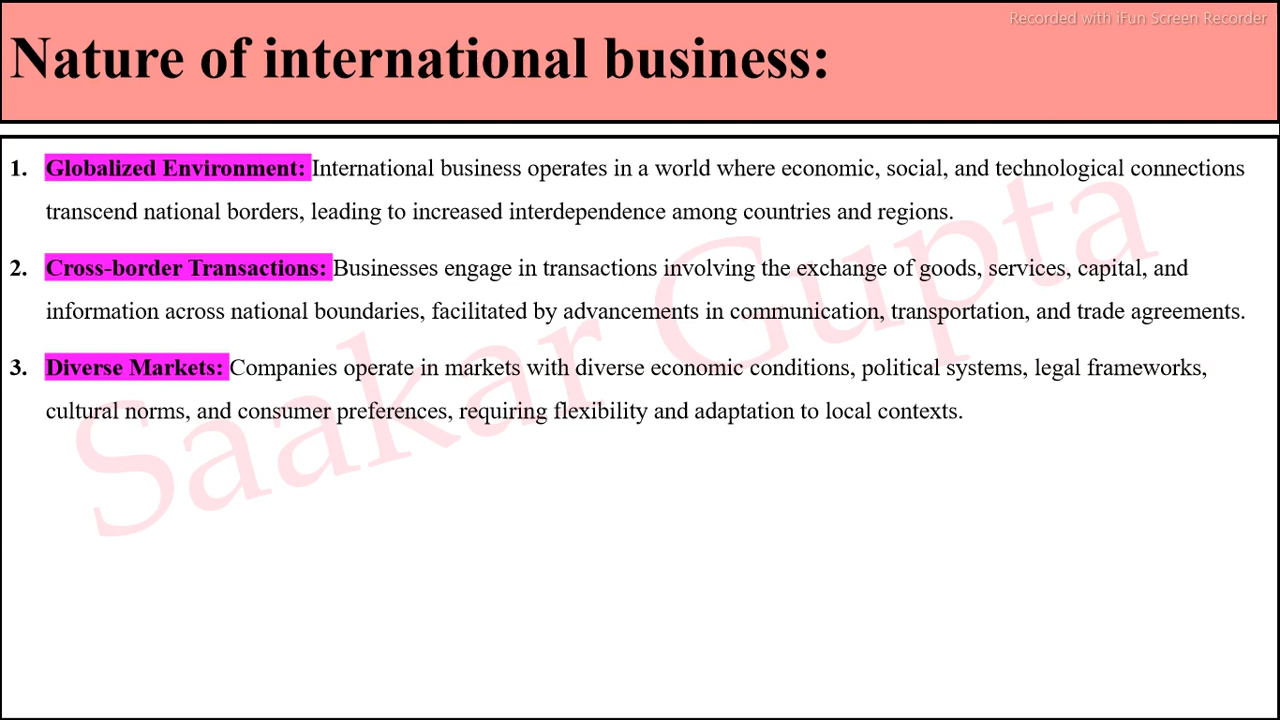 Recorded with iFun Screen Recorder
Nature of international business:
1. Globalized Environment: International business operates in a world where economic, social, and technological connections
transcend national borders, leading to increased interdependence among countries and regions.
2. Cross-border Transactions: Businesses engage in transactions involving the exchange of goods, services, capital, and
information across national boundaries, facilitated by advancements in communication, transportation, and trade agreements.
3. Diverse Markets: Companies operate in markets with diverse economic conditions, political systems, legal frameworks,
cultural norms, and consumer preferences, requiring flexibility and adaptation to local contexts.
Saakar Gupta